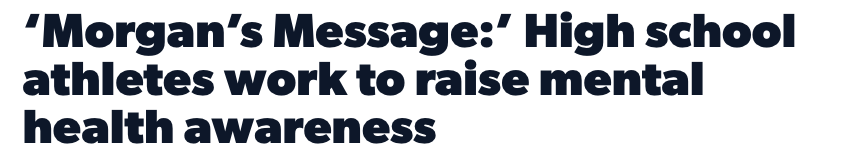 ‘Morgan’s Message:’ High school
athletes work to raise mental
health awareness